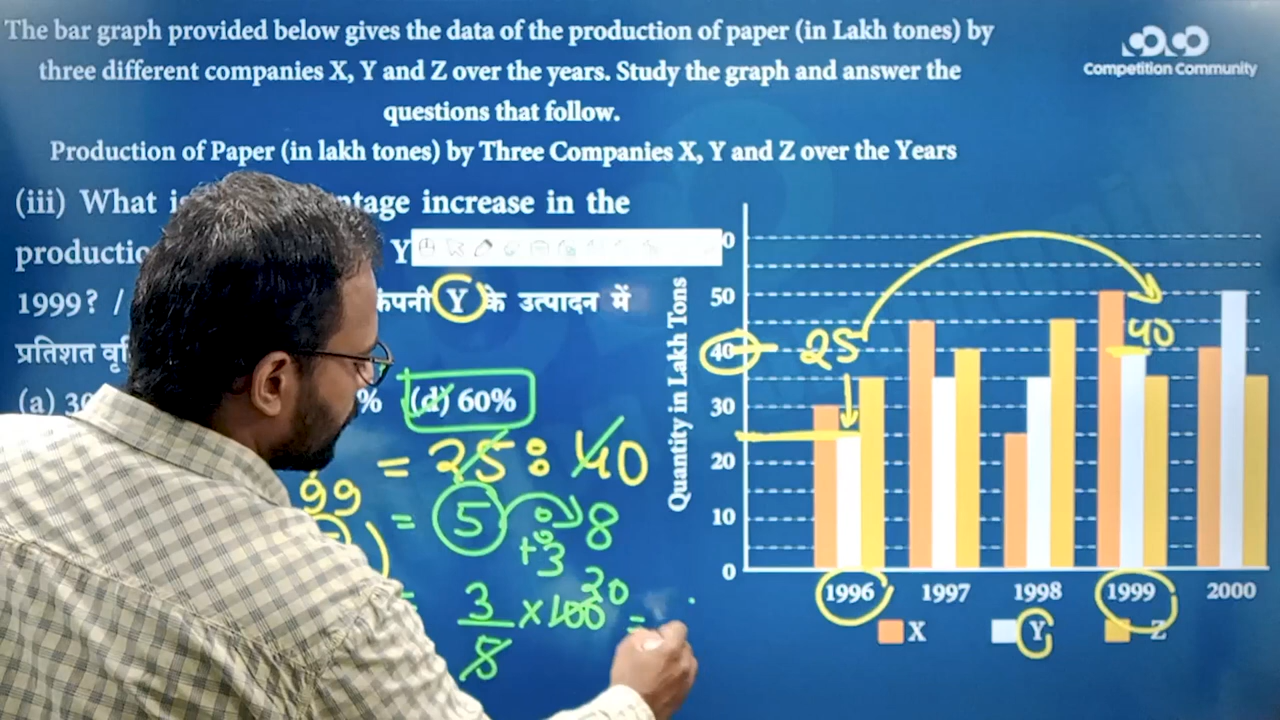 The bar graph provided below gives the data of the production of paper (in Lakh tones) by
three different companies X, Y and Z over the years. Study the graph and answer the
questions that follow.
Competition Community
Production of Paper (in lakh tones) by Three Companies X, Y and Z over the Years
(iii) What increase in the
Y
1999? / Y के उत्पादन में
प्रतिशत
(a) % (d) 60%
= 25 : 40
99
= 5 : 8
+3
3/8 × 100 20 =
Quantity in Lakh Tons
0
50
40
30
20
10
0
25
40
1996 1997 1998 1999 2000
X Y Z